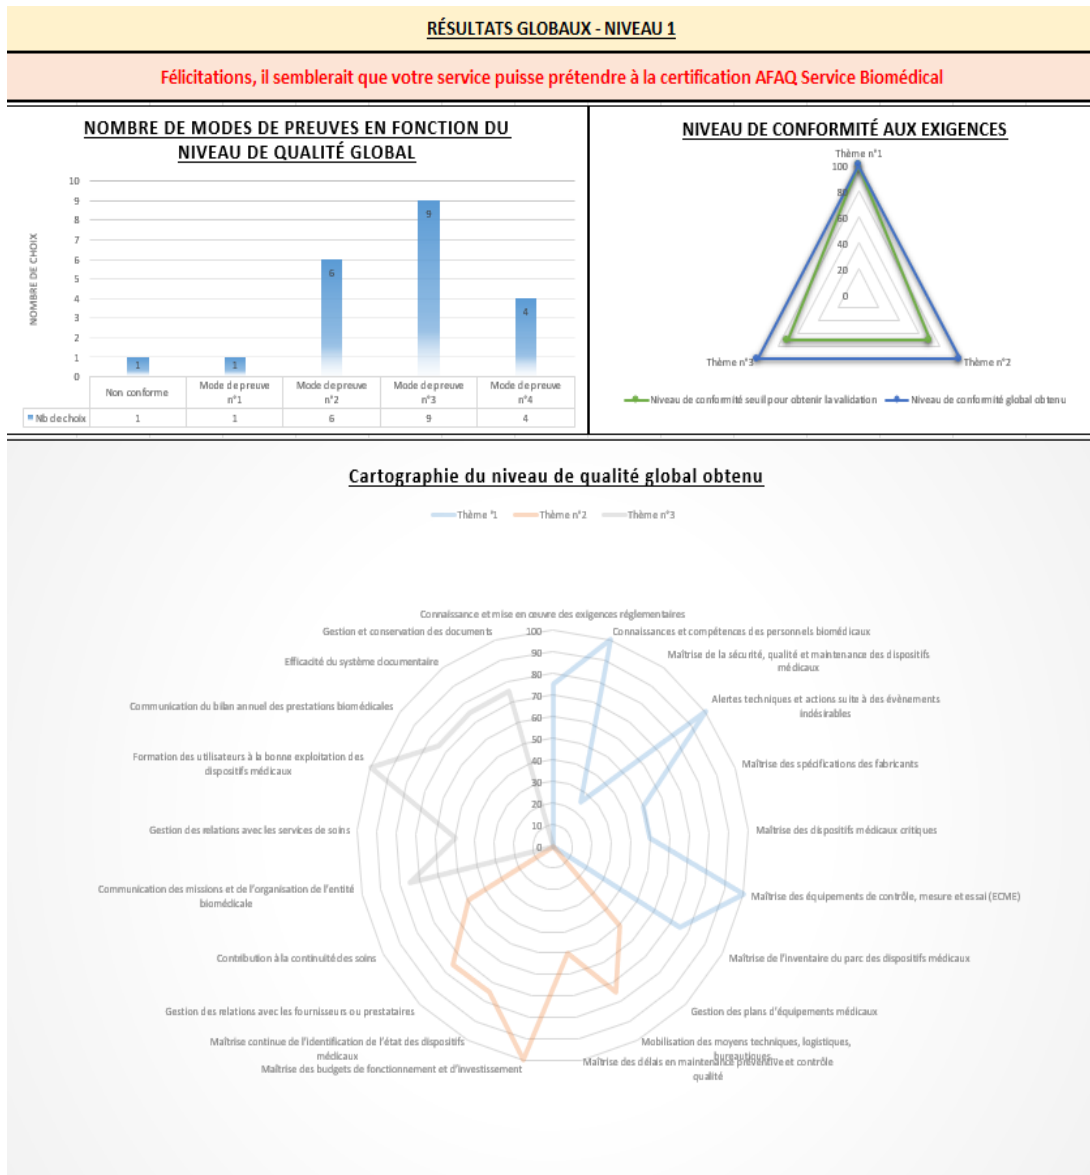 RÉSULTATS GLOBAUX - NIVEAU 1
Félicitations, il semblerait que votre service puisse prétendre à la certification AFAQ Service Biomédical
NOMBRE DE MODES DE PREUVES EN FONCTION DU
NIVEAU DE QUALITÉ GLOBAL
NOMBRE DE CHOIX
10
9
8
7
6
5
4
3
2
1
0
1
1
6
9
4
Non conforme
Mode de preuve
n°1
Mode de preuve
n°2
Mode de preuve
n°3
Mode de preuve
n°4
Nb de choix
1
1
6
9
4
NIVEAU DE CONFORMITÉ AUX EXIGENCES
Thème n°1
100
80
60
40
20
0
Thème n°3
Thème n°2
Niveau de conformité seuil pour obtenir la validation
Niveau de conformité global obtenu
Cartographie du niveau de qualité global obtenu
Thème °1
Thème n°2
Thème n°3
Connaissance et mise en œuvre des exigences réglementaires
Connaissances et compétences des personnels biomédicaux
Maîtrise de la sécurité, qualité et maintenance des dispositifs
médicaux
Alertes techniques et actions suite à des évènements
indésirables
Maîtrise des spécifications des fabricants
Maîtrise des dispositifs médicaux critiques
Maîtrise des équipements de contrôle, mesure et essai (ECME)
Maîtrise de l'inventaire du parc des dispositifs médicaux
Gestion des plans d'équipements médicaux
Mobilisation des moyens techniques, logistiques,
bureautiques,
Maîtrise des délais en maintenance préventive et contrôle
qualité
Maîtrise des budgets de fonctionnement et d'investissement
Maîtrise continue de l'identification de l'état des dispositifs
médicaux
Gestion des relations avec les fournisseurs ou prestataires
Contribution à la continuité des soins
Communication des missions et de l'organisation de l'entité
biomédicale
Gestion des relations avec les services de soins
Formation des utilisateurs à la bonne exploitation des
dispositifs médicaux
Communication du bilan annuel des prestations biomédicales
Efficacité du système documentaire
Gestion et conservation des documents
100
90
80
70
60
50
40
30
20
10
0